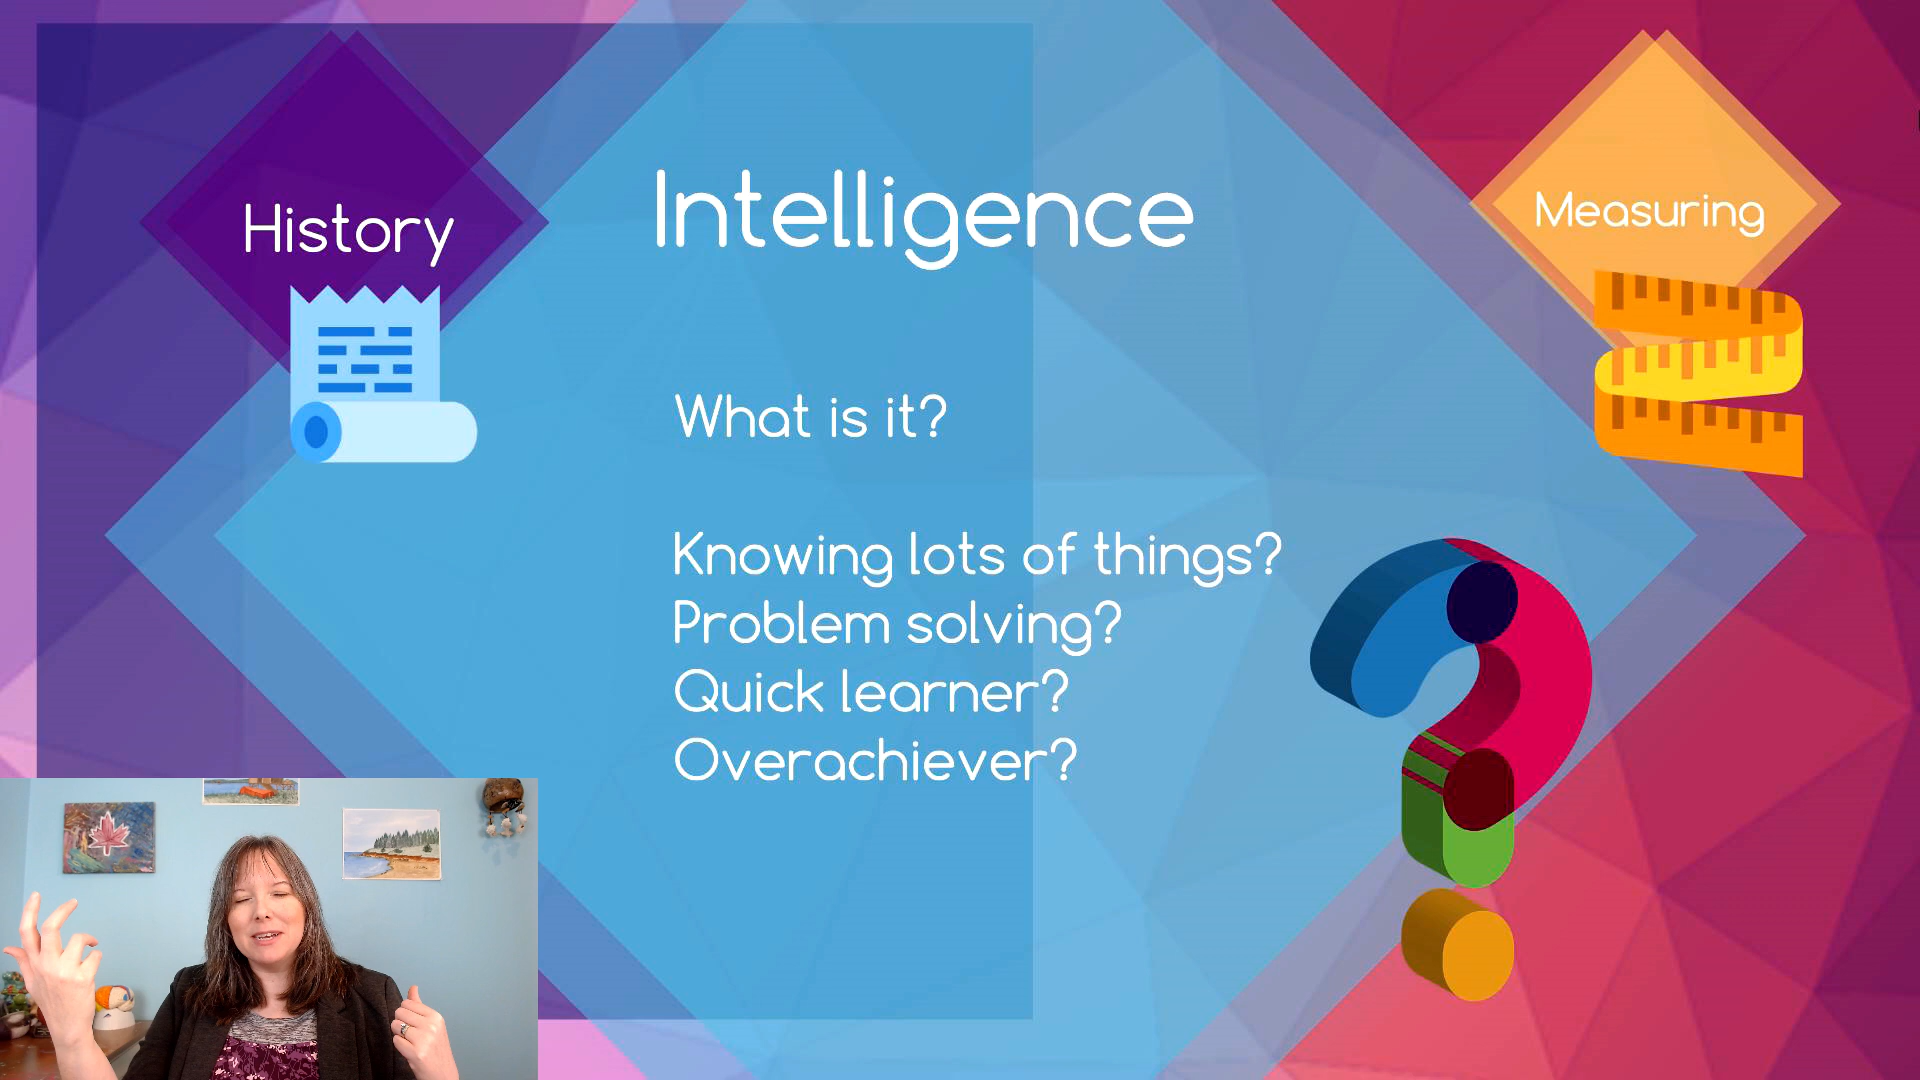 History
Intelligence
Measuring
What is it?
Knowing lots of things?
Problem solving?
Quick learner?
Overachiever?